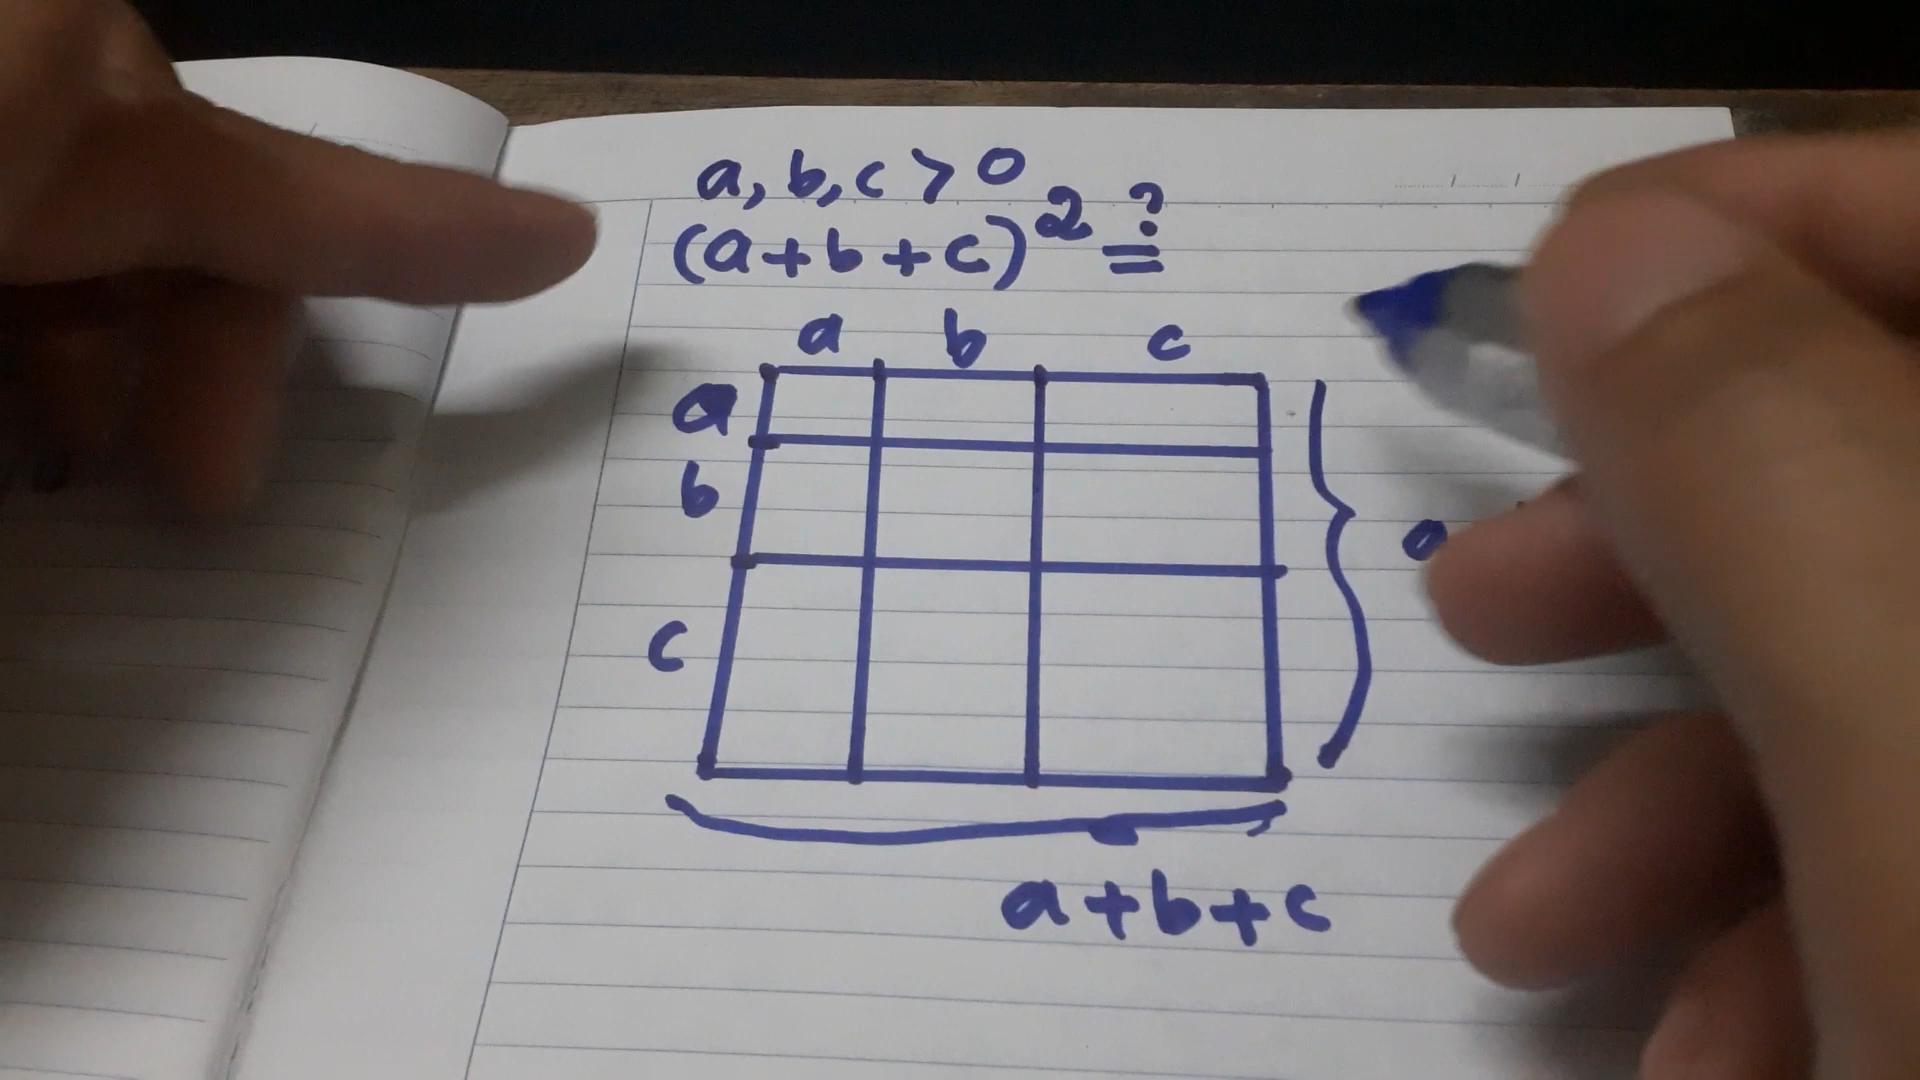 a, b, c > 0
(a+b+c)² = ?
a b c
a
b
c
a+b+c